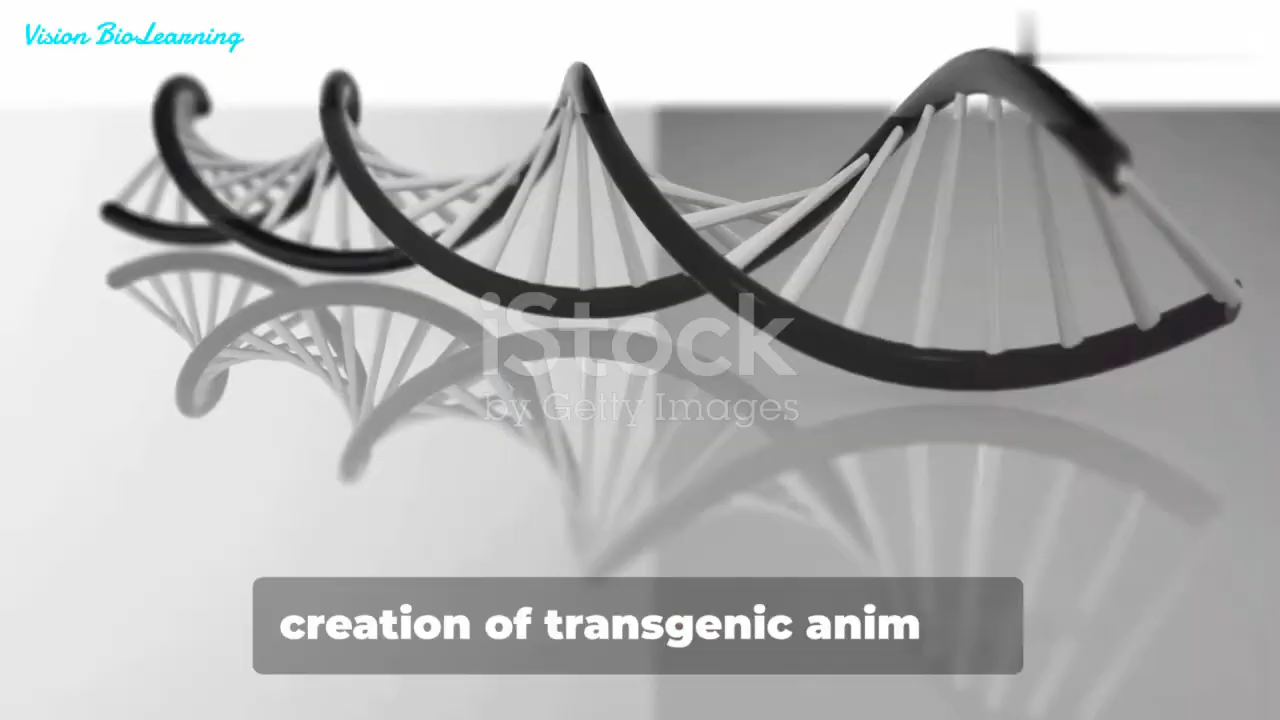 Vision BioLearning
iStock
by Getty Images
creation of transgenic anim